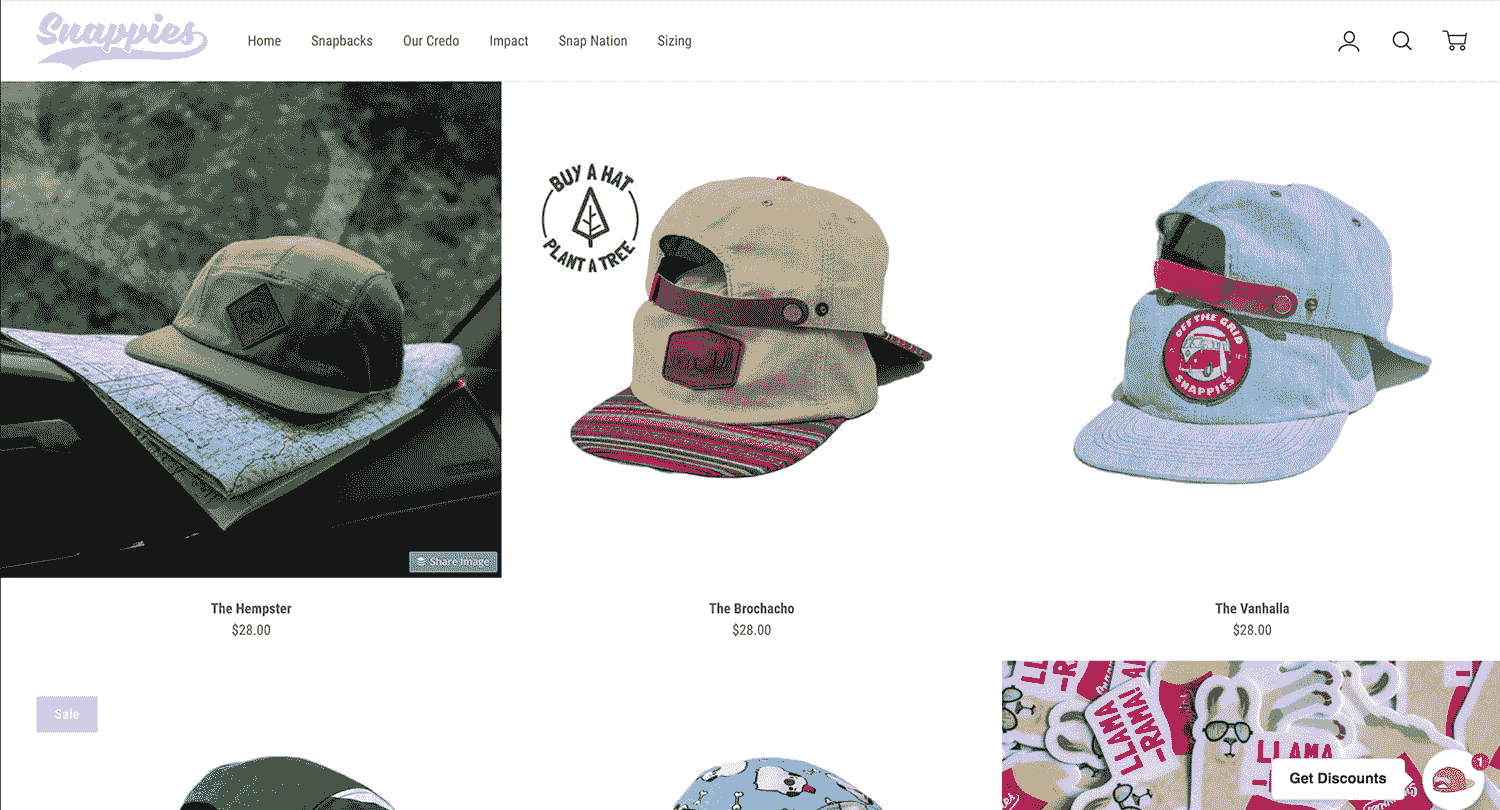 Snappies
Home
Snapbacks
Our Credo
Impact
Snap Nation
Sizing
BUY A HAT
PLANT A TREE
OFF THE GRID
SNAPPIES
Share Image
The Hempster
$28.00
The Brochacho
$28.00
The Vanhalla
$28.00
Sale
LLAMA
-RAMA!
LLAMA
Get Discounts
1